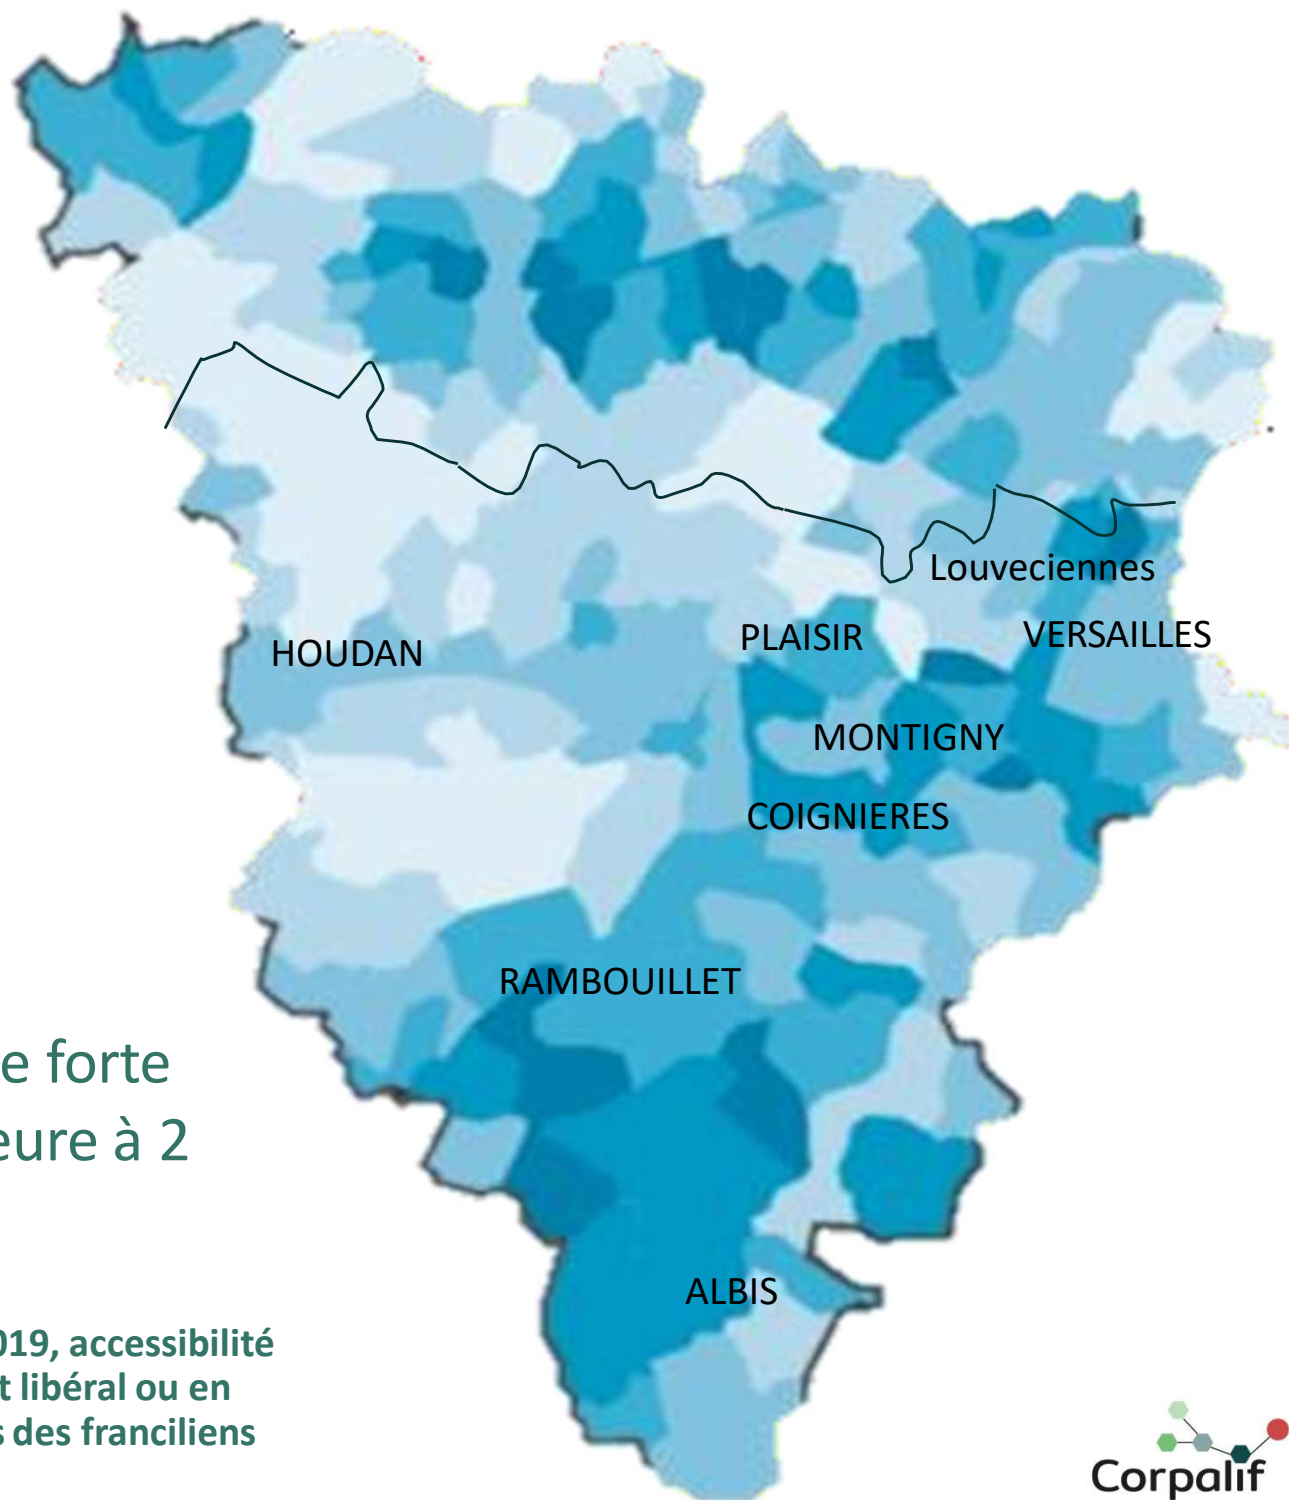 Louveciennes
HOUDAN
PLAISIR
VERSAILLES
MONTIGNY
COIGNIERES
RAMBOUILLET
e forte
eure à 2
ALBIS
019, accessibilité
t libéral ou en
s des franciliens
Corpalif